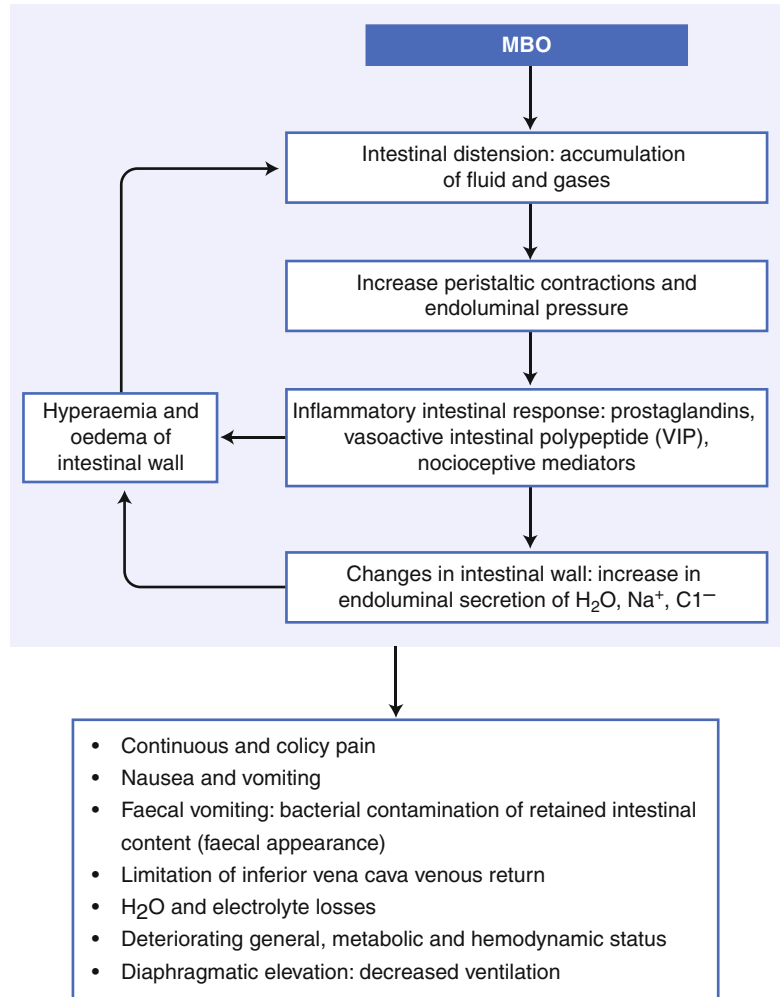 MBO
Intestinal distension: accumulation
of fluid and gases
Increase peristaltic contractions and
endoluminal pressure
Hyperaemia and
oedema of
intestinal wall
Inflammatory intestinal response: prostaglandins,
vasoactive intestinal polypeptide (VIP),
nocioceptive mediators
Changes in intestinal wall: increase in
endoluminal secretion of H₂O, Na⁺, C1⁻
• Continuous and colicy pain
• Nausea and vomiting
• Faecal vomiting: bacterial contamination of retained intestinal
content (faecal appearance)
• Limitation of inferior vena cava venous return
• H₂O and electrolyte losses
• Deteriorating general, metabolic and hemodynamic status
• Diaphragmatic elevation: decreased ventilation